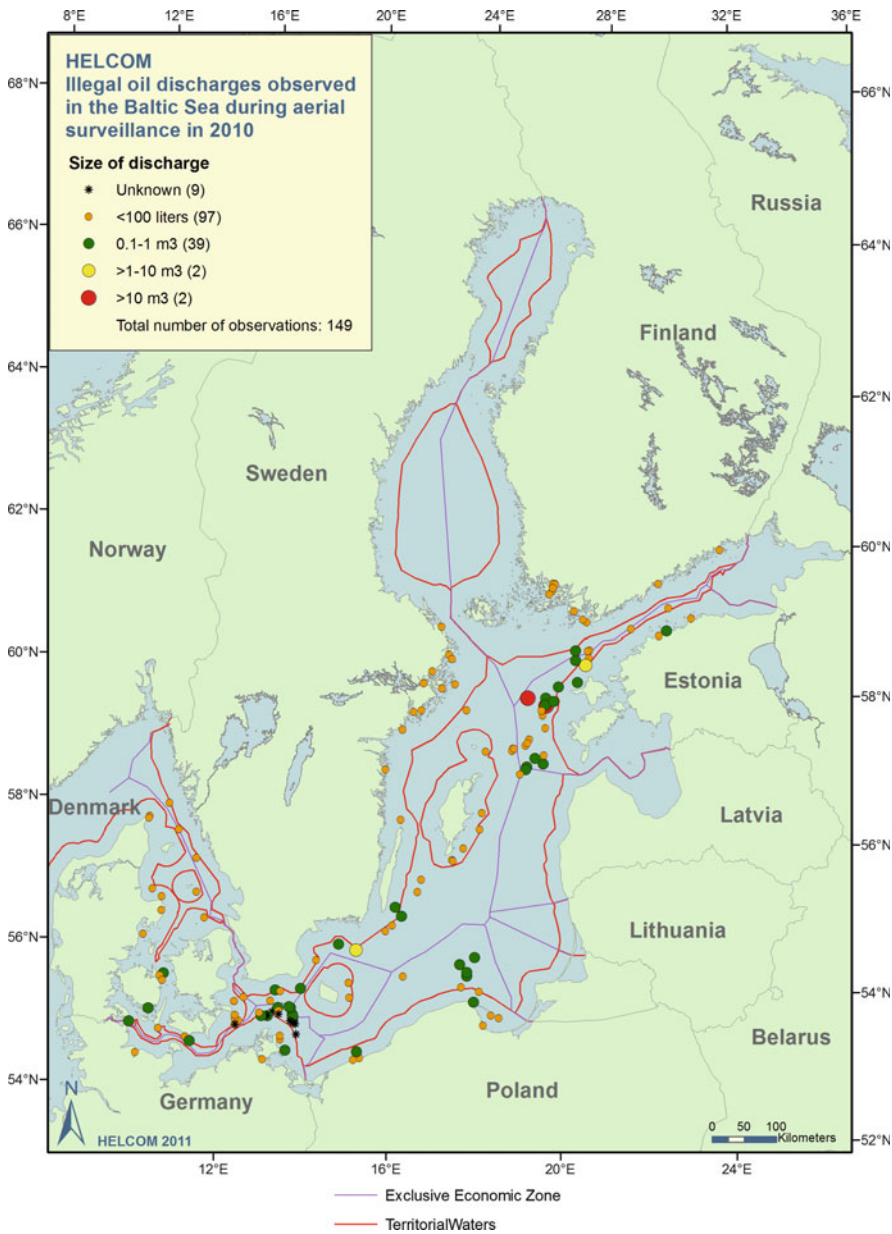 8°E 12°E 16°E 20°E 24°E 28°E 32°E 36°E
HELCOM
Illegal oil discharges observed
in the Baltic Sea during aerial
surveillance in 2010
Size of discharge
Unknown (9)
<100 liters (97)
0.1-1 m3 (39)
>1-10 m3 (2)
>10 m3 (2)
Total number of observations: 149
68°N
66°N
64°N
62°N
60°N
58°N
56°N
54°N
66°N
64°N
62°N
60°N
58°N
56°N
54°N
52°N
Russia
Finland
Sweden
Norway
Estonia
Denmark
Latvia
Lithuania
Belarus
Poland
Germany
N
HELCOM 2011
0 50 100
Kilometers
12°E 16°E 20°E 24°E
Exclusive Economic Zone
TerritorialWaters